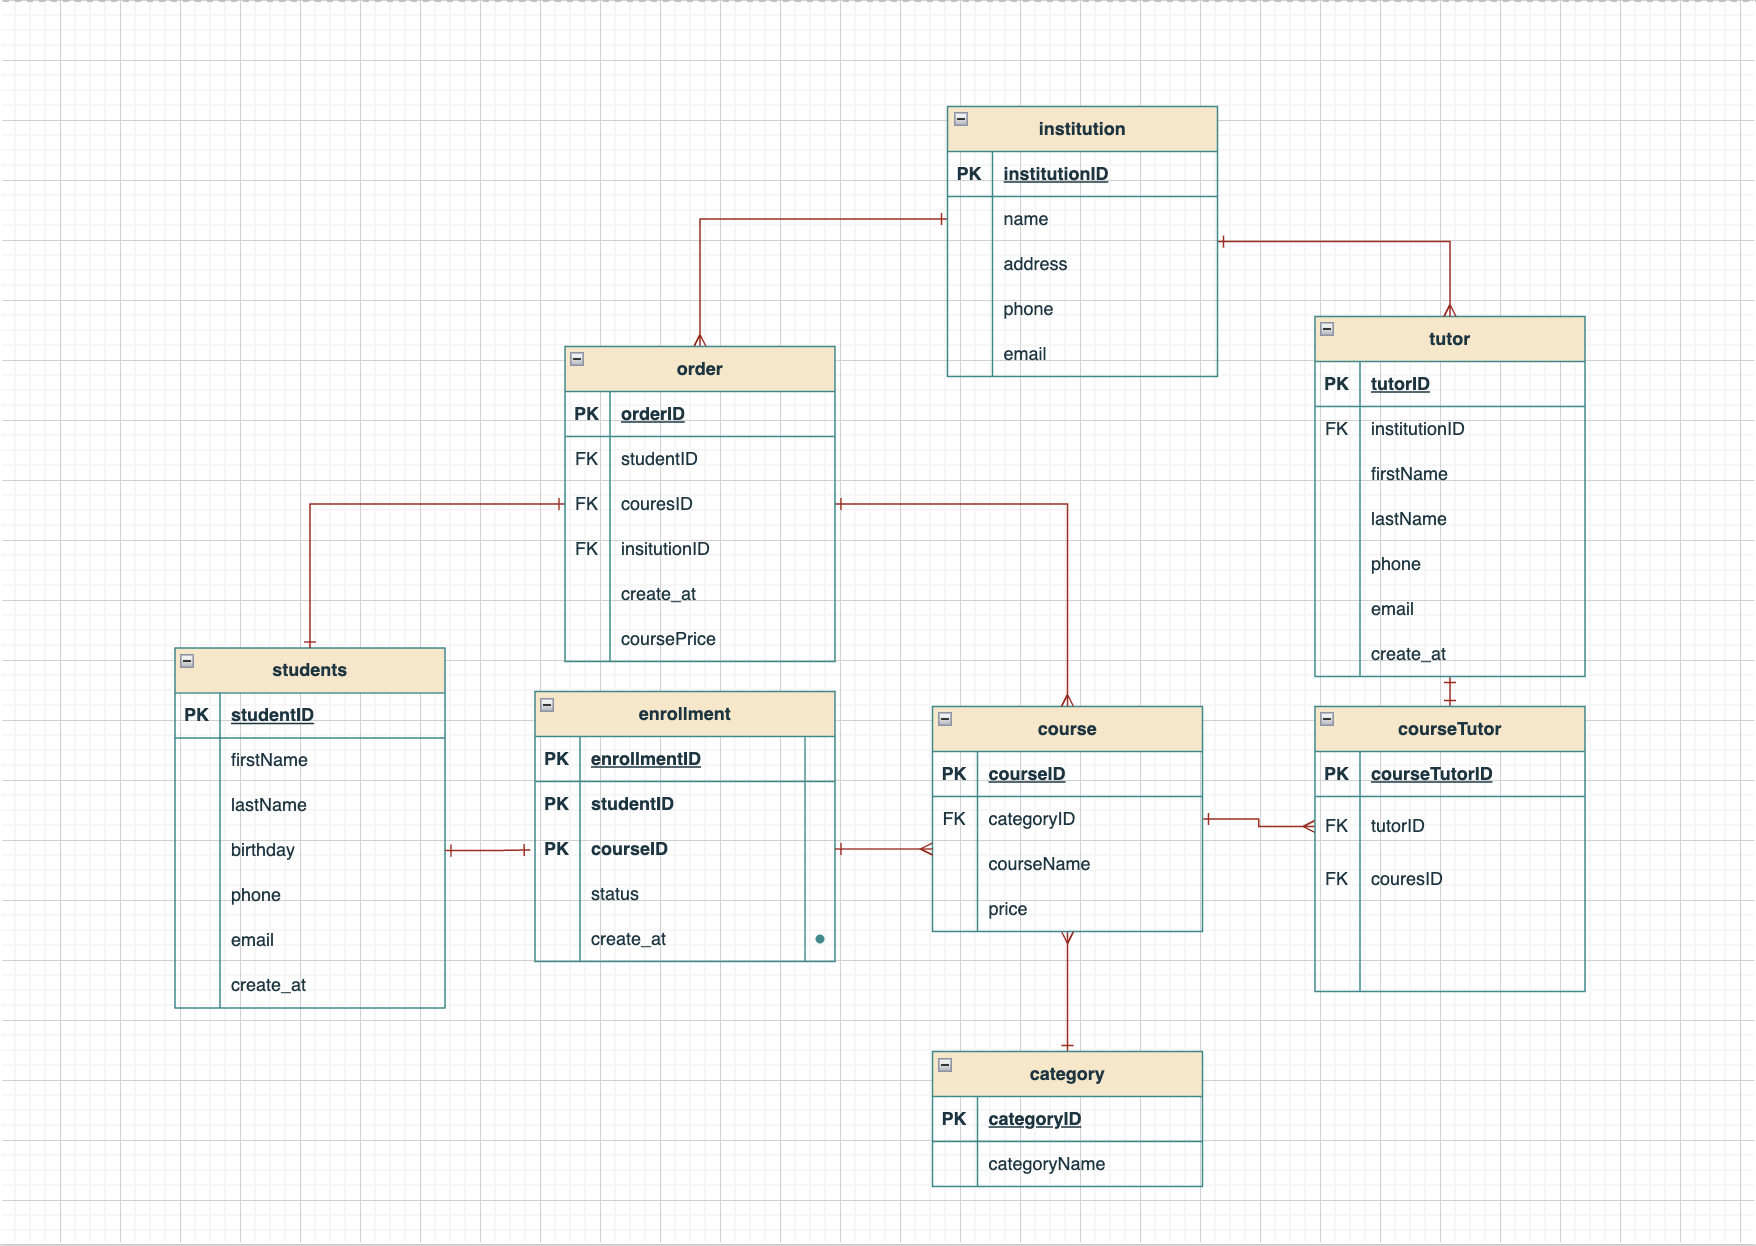 institution
PK institutionID
name
address
phone
email
order
PK orderID
FK studentID
FK couresID
FK insitutionID
create_at
coursePrice
tutor
PK tutorID
FK institutionID
firstName
lastName
phone
email
create_at
students
PK studentID
firstName
lastName
birthday
phone
email
create_at
enrollment
PK enrollmentID
PK studentID
PK courseID
status
create_at
course
PK courseID
FK categoryID
courseName
price
courseTutor
PK courseTutorID
FK tutorID
FK couresID
category
PK categoryID
categoryName